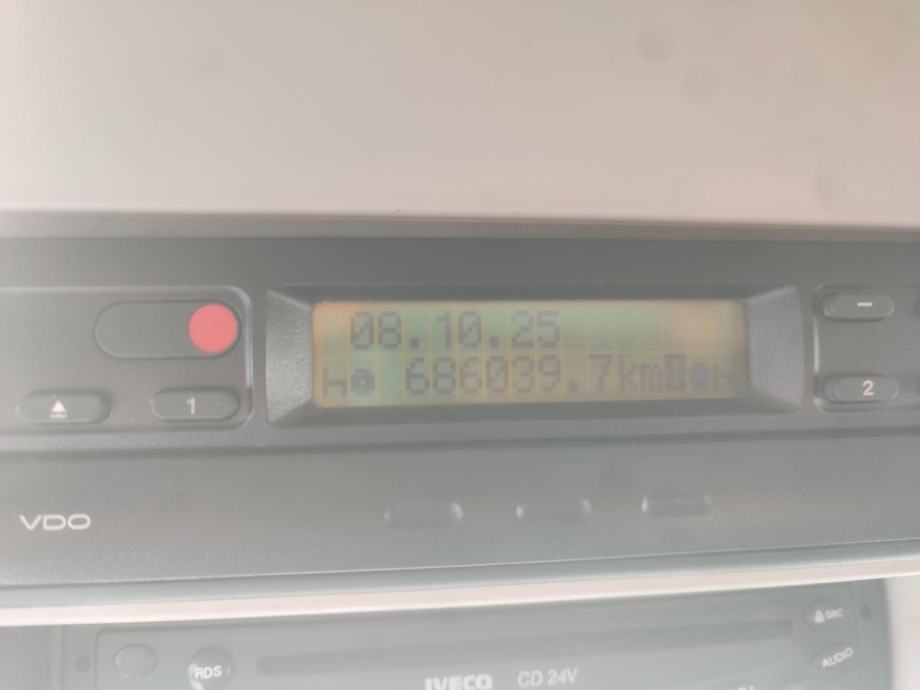 08.10.25
686039.7km
1
2
VDO
RDS
IVECO CD 24V
SRC
AUDIO